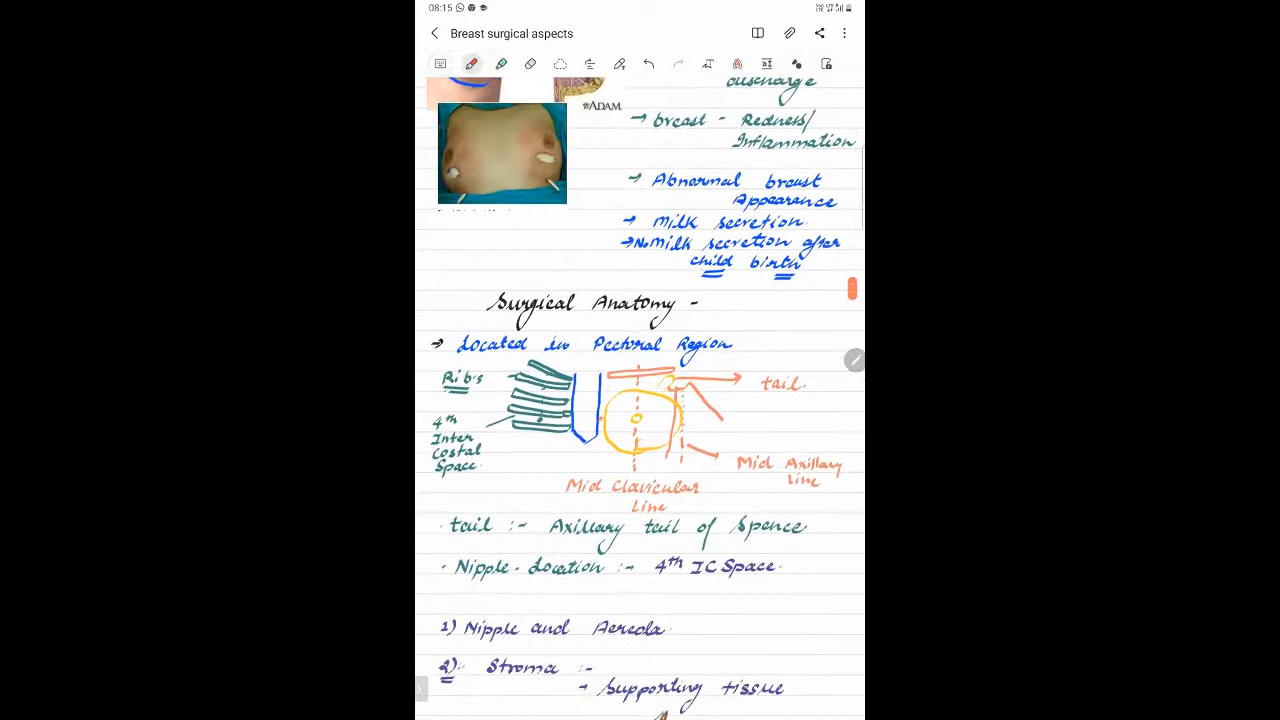 08:15
Breast surgical aspects
discharge
ADAM
→ breast - Redness/
Inflammation
→ Abnormal breast
Appearence
→ Milk secretion
→ No Milk secretion after
child birth
Surgical Anatomy -
→ Located in Pectoral Region
Rib's
tail.
4th
Inter
Costal
Space
Mid Axillary
Line
Mid Clavicular
Line
tail :- Axillary tail of Spence
Nipple - Location :- 4th IC Space
1) Nipple and Aereola
2) Stroma :-
→ Supporting tissue